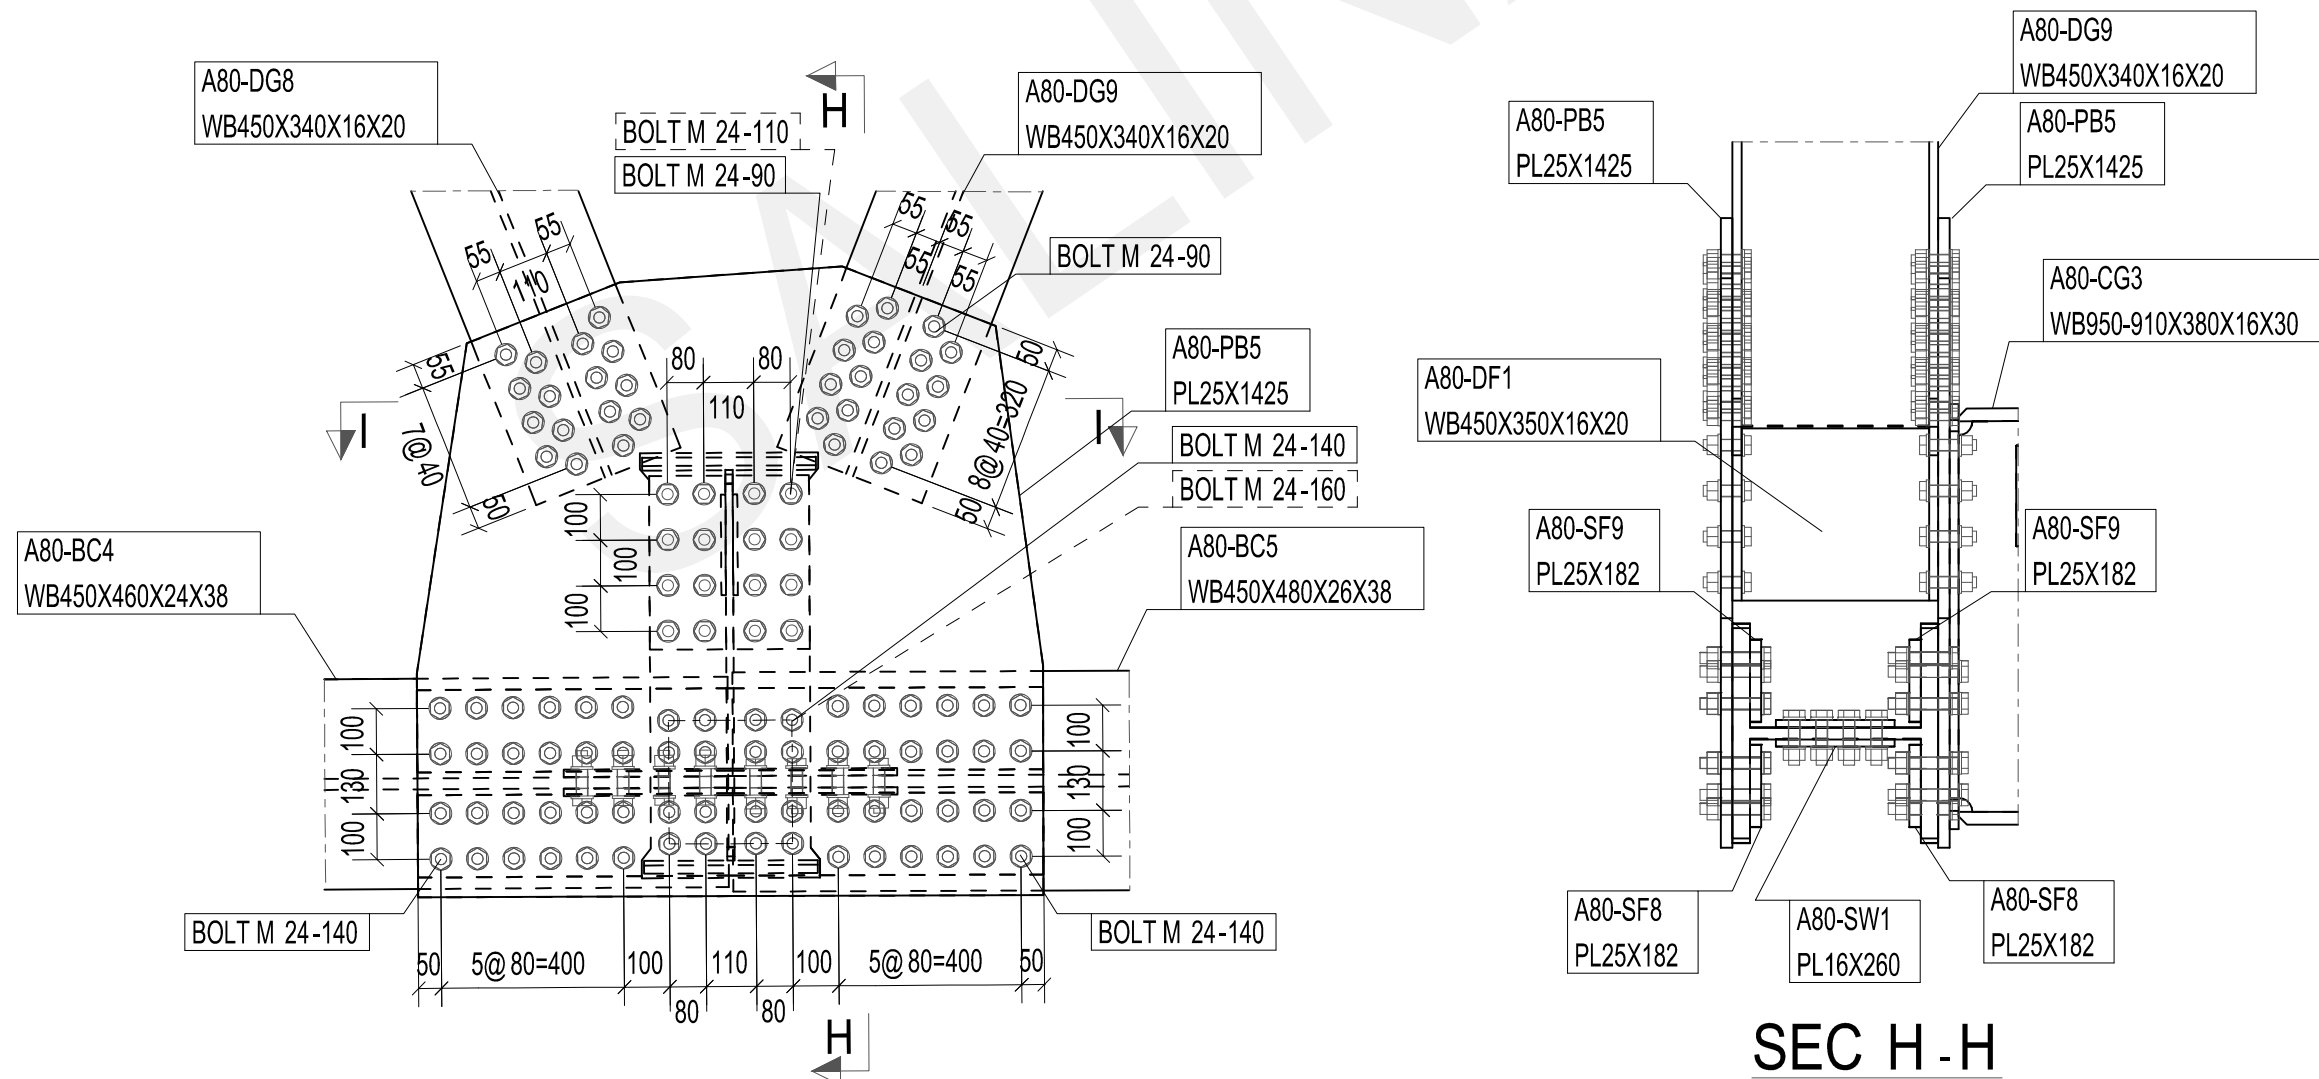 SALIN
A80-DG8
WB450X340X16X20
BOLT M 24-110
BOLT M 24-90
H
A80-DG9
WB450X340X16X20
BOLT M 24-90
55
110
55
55
55
55
55
55
7@40
50
80
110
80
50
8@40=320
50
I
I
A80-PB5
PL25X1425
BOLT M 24-140
BOLT M 24-160
A80-BC4
WB450X460X24X38
A80-BC5
WB450X480X26X38
100
100
100
100
130
100
100
130
100
BOLT M 24-140
BOLT M 24-140
50
5@80=400
100
80
110
80
100
5@80=400
50
H
A80-DG9
WB450X340X16X20
A80-PB5
PL25X1425
A80-PB5
PL25X1425
A80-CG3
WB950-910X380X16X30
A80-DF1
WB450X350X16X20
A80-SF9
PL25X182
A80-SF9
PL25X182
A80-SF8
PL25X182
A80-SW1
PL16X260
A80-SF8
PL25X182
SEC H-H